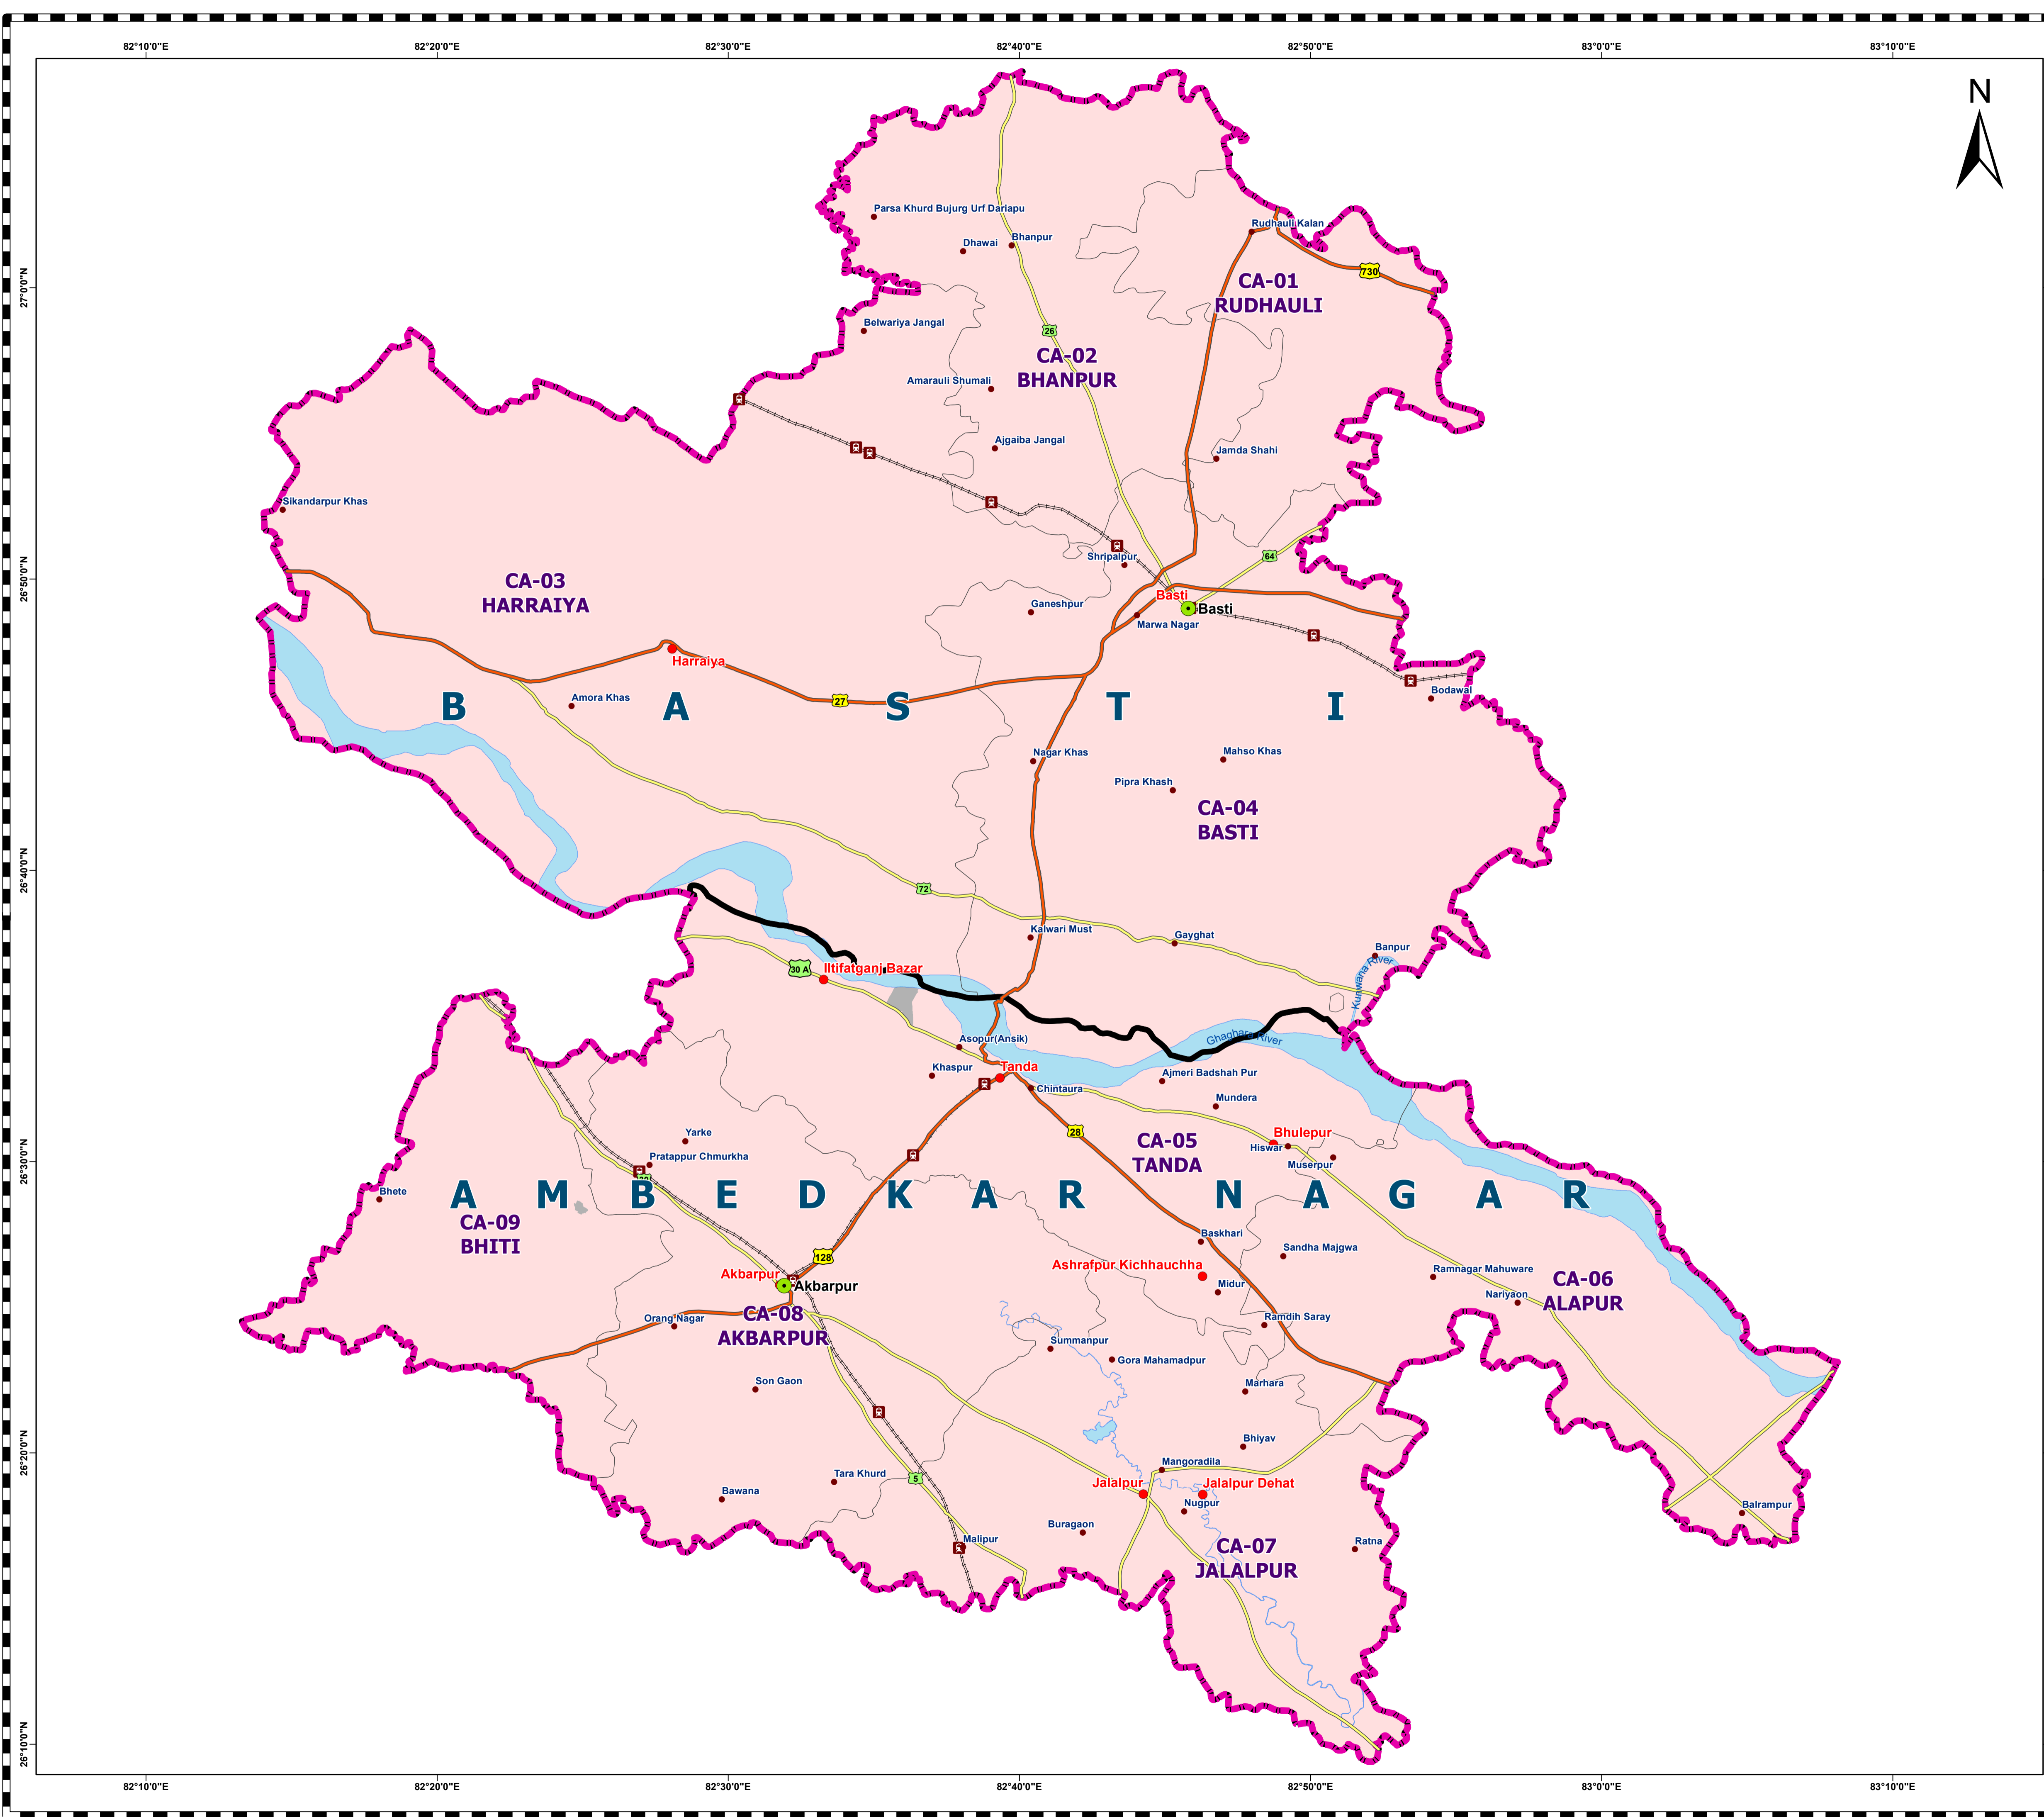 82°10'0"E
82°20'0"E
82°30'0"E
82°40'0"E
82°50'0"E
83°0'0"E
83°10'0"E
N
Parsa Khurd Bujurg Urf Dariapu
Rudhauli Kalan
Bhanpur
Dhawai
730
27°0'0"N
CA-01
RUDHAULI
Belwariya Jangal
26
CA-02
BHANPUR
Amarauli Shumali
Ajgaiba Jangal
Jamda Shahi
Sikandarpur Khas
Shripalpur
64
26°50'0"N
CA-03
HARRAIYA
Basti
Basti
Ganeshpur
Marwa Nagar
Harraiya
Bodawal
Amora Khas
27
B A S T I
Nagar Khas
Mahso Khas
Pipra Khash
CA-04
BASTI
26°40'0"N
72
Kalwari Must
Gayghat
Banpur
Kunwana River
30 A
Iltifatganj Bazar
Asopur(Ansik)
Ghaghara River
Khaspur
Tanda
Ajmeri Badshah Pur
Chintaura
Mundera
28
Yarke
Bhulepur
CA-05
TANDA
Hiswar
Pratappur Chmurkha
Muserpur
26°30'0"N
Bhete
A M B E D K A R N A G A R
CA-09
BHITI
Baskhari
Sandha Majgwa
128
Ashrafpur Kichhauchha
Ramnagar Mahuware
Akbarpur
Akbarpur
Midur
CA-06
ALAPUR
Nariyaon
Orang Nagar
CA-08
AKBARPUR
Ramdih Saray
Summanpur
Gora Mahamadpur
Son Gaon
Marhara
Bhiyav
26°20'0"N
Mangoradila
Tara Khurd
5
Jalalpur
Jalalpur Dehat
Bawana
Nugpur
Balrampur
Buragaon
Malipur
Ratna
CA-07
JALALPUR
26°10'0"N
82°10'0"E
82°20'0"E
82°30'0"E
82°40'0"E
82°50'0"E
83°0'0"E
83°10'0"E